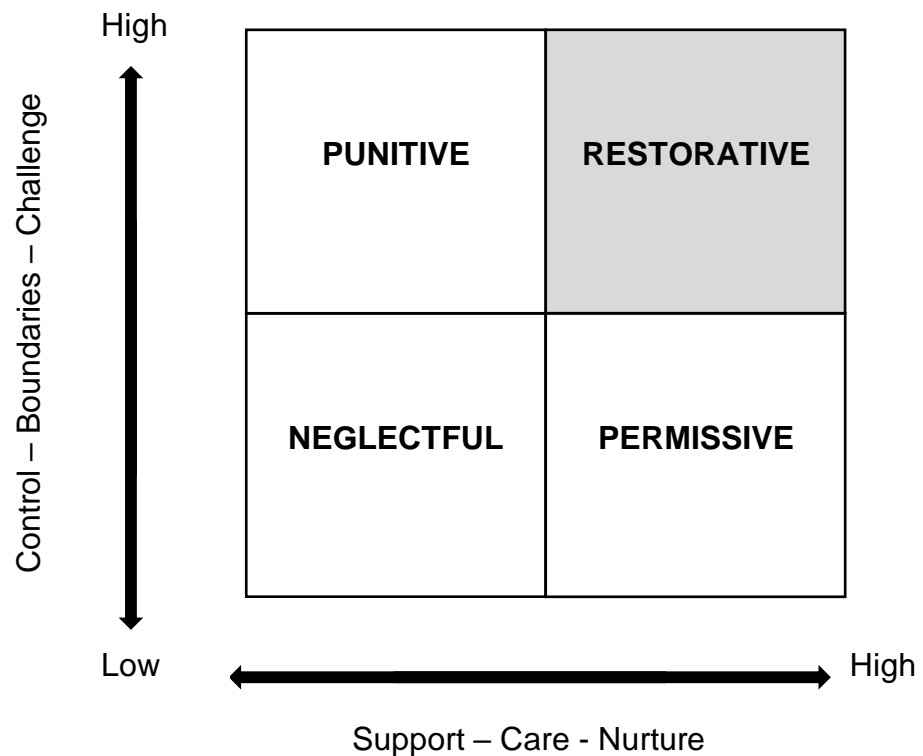 High
Control – Boundaries – Challenge
PUNITIVE
RESTORATIVE
NEGLECTFUL
PERMISSIVE
Low
High
Support – Care - Nurture